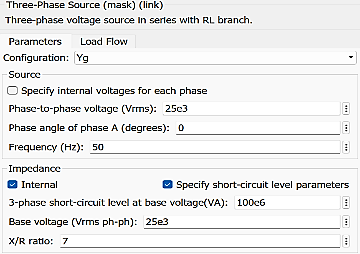 Three-Phase Source (mask) (link)
Three-phase voltage source in series with RL branch.
Parameters Load Flow
Configuration: Yg
Source
Specify internal voltages for each phase
Phase-to-phase voltage (Vrms): 25e3
Phase angle of phase A (degrees): 0
Frequency (Hz): 50
Impedance
Internal Specify short-circuit level parameters
3-phase short-circuit level at base voltage(VA): 100e6
Base voltage (Vrms ph-ph): 25e3
X/R ratio: 7